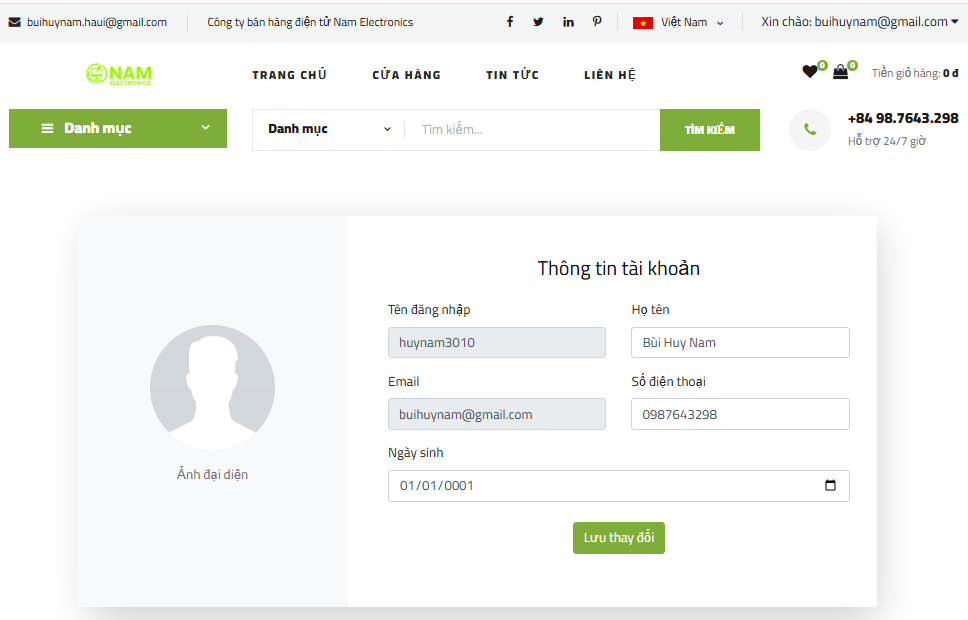 buihuynam.haui@gmail.com Công ty bán hàng điện tử Nam Electronics Việt Nam Xin chào: buihuynam@gmail.com
NAM
ELECTRONICS
TRANG CHỦ CỬA HÀNG TIN TỨC LIÊN HỆ
0 0 Tiền giỏ hàng: 0 đ
Danh mục Danh mục Tìm kiếm... TÌM KIẾM
+84 98.7643.298
Hỗ trợ 24/7 giờ
Ảnh đại diện
Thông tin tài khoản
Tên đăng nhập Họ tên
huynam3010 Bùi Huy Nam
Email Số điện thoại
buihuynam@gmail.com 0987643298
Ngày sinh
01/01/0001
Lưu thay đổi